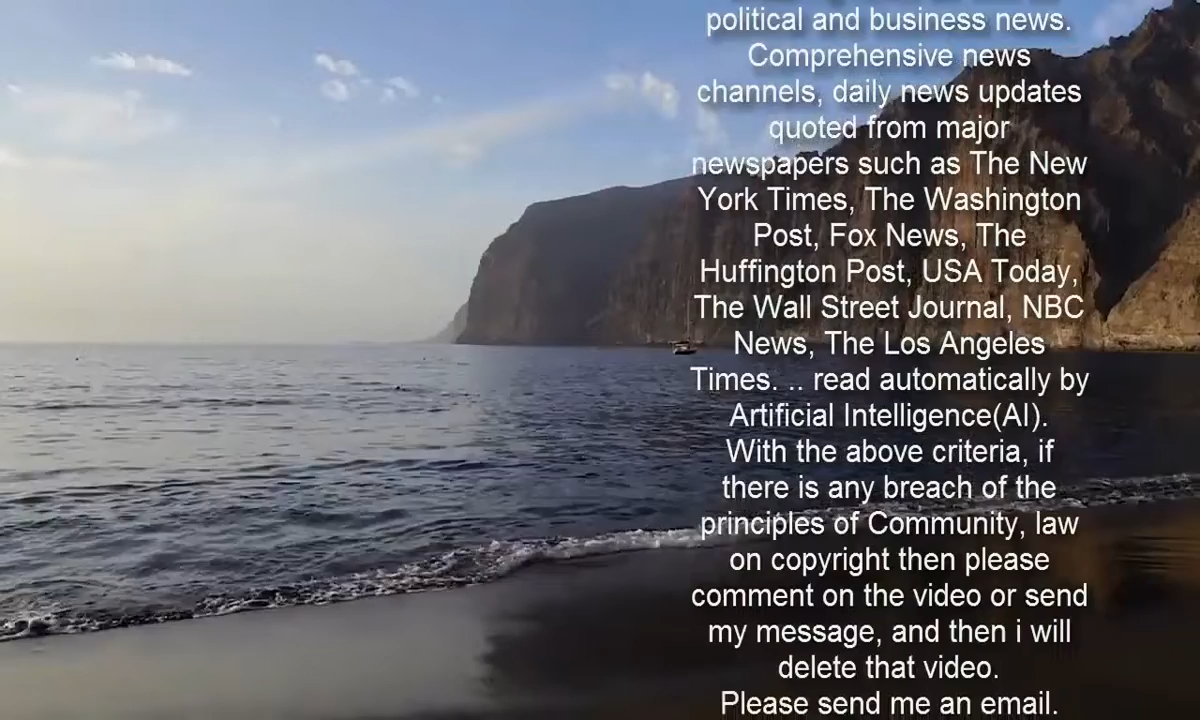 political and business news.
Comprehensive news
channels, daily news updates
quoted from major
newspapers such as The New
York Times, The Washington
Post, Fox News, The
Huffington Post, USA Today,
The Wall Street Journal, NBC
News, The Los Angeles
Times. .. read automatically by
Artificial Intelligence(AI).
With the above criteria, if
there is any breach of the
principles of Community, law
on copyright then please
comment on the video or send
my message, and then i will
delete that video.
Please send me an email.